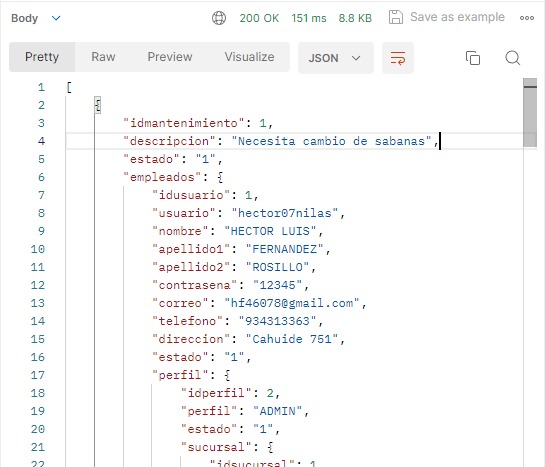 Body 200 OK 151 ms 8.8 KB Save as example
Pretty Raw Preview Visualize JSON
1 [
2 {
3 "idmantenimiento": 1,
4 "descripcion": "Necesita cambio de sabanas",
5 "estado": "1",
6 "empleados": {
7 "idusuario": 1,
8 "usuario": "hector07nilas",
9 "nombre": "HECTOR LUIS",
10 "apellido1": "FERNANDEZ",
11 "apellido2": "ROSILLO",
12 "contrasena": "12345",
13 "correo": "hf46078@gmail.com",
14 "telefono": "934313363",
15 "direccion": "Cahuide 751",
16 "estado": "1",
17 "perfil": {
18 "idperfil": 2,
19 "perfil": "ADMIN",
20 "estado": "1",
21 "sucursal": {
22 "idsucursal": 1